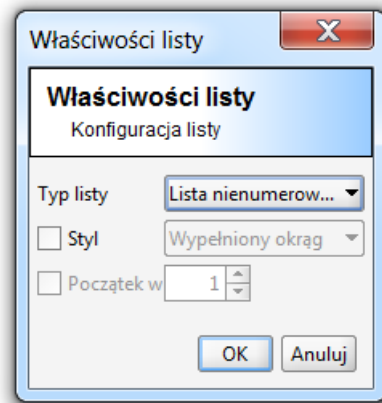 Właściwości listy
Właściwości listy
Konfiguracja listy
Typ listy Lista nienumerow...
Styl Wypełniony okrąg
Początek w 1
OK Anuluj